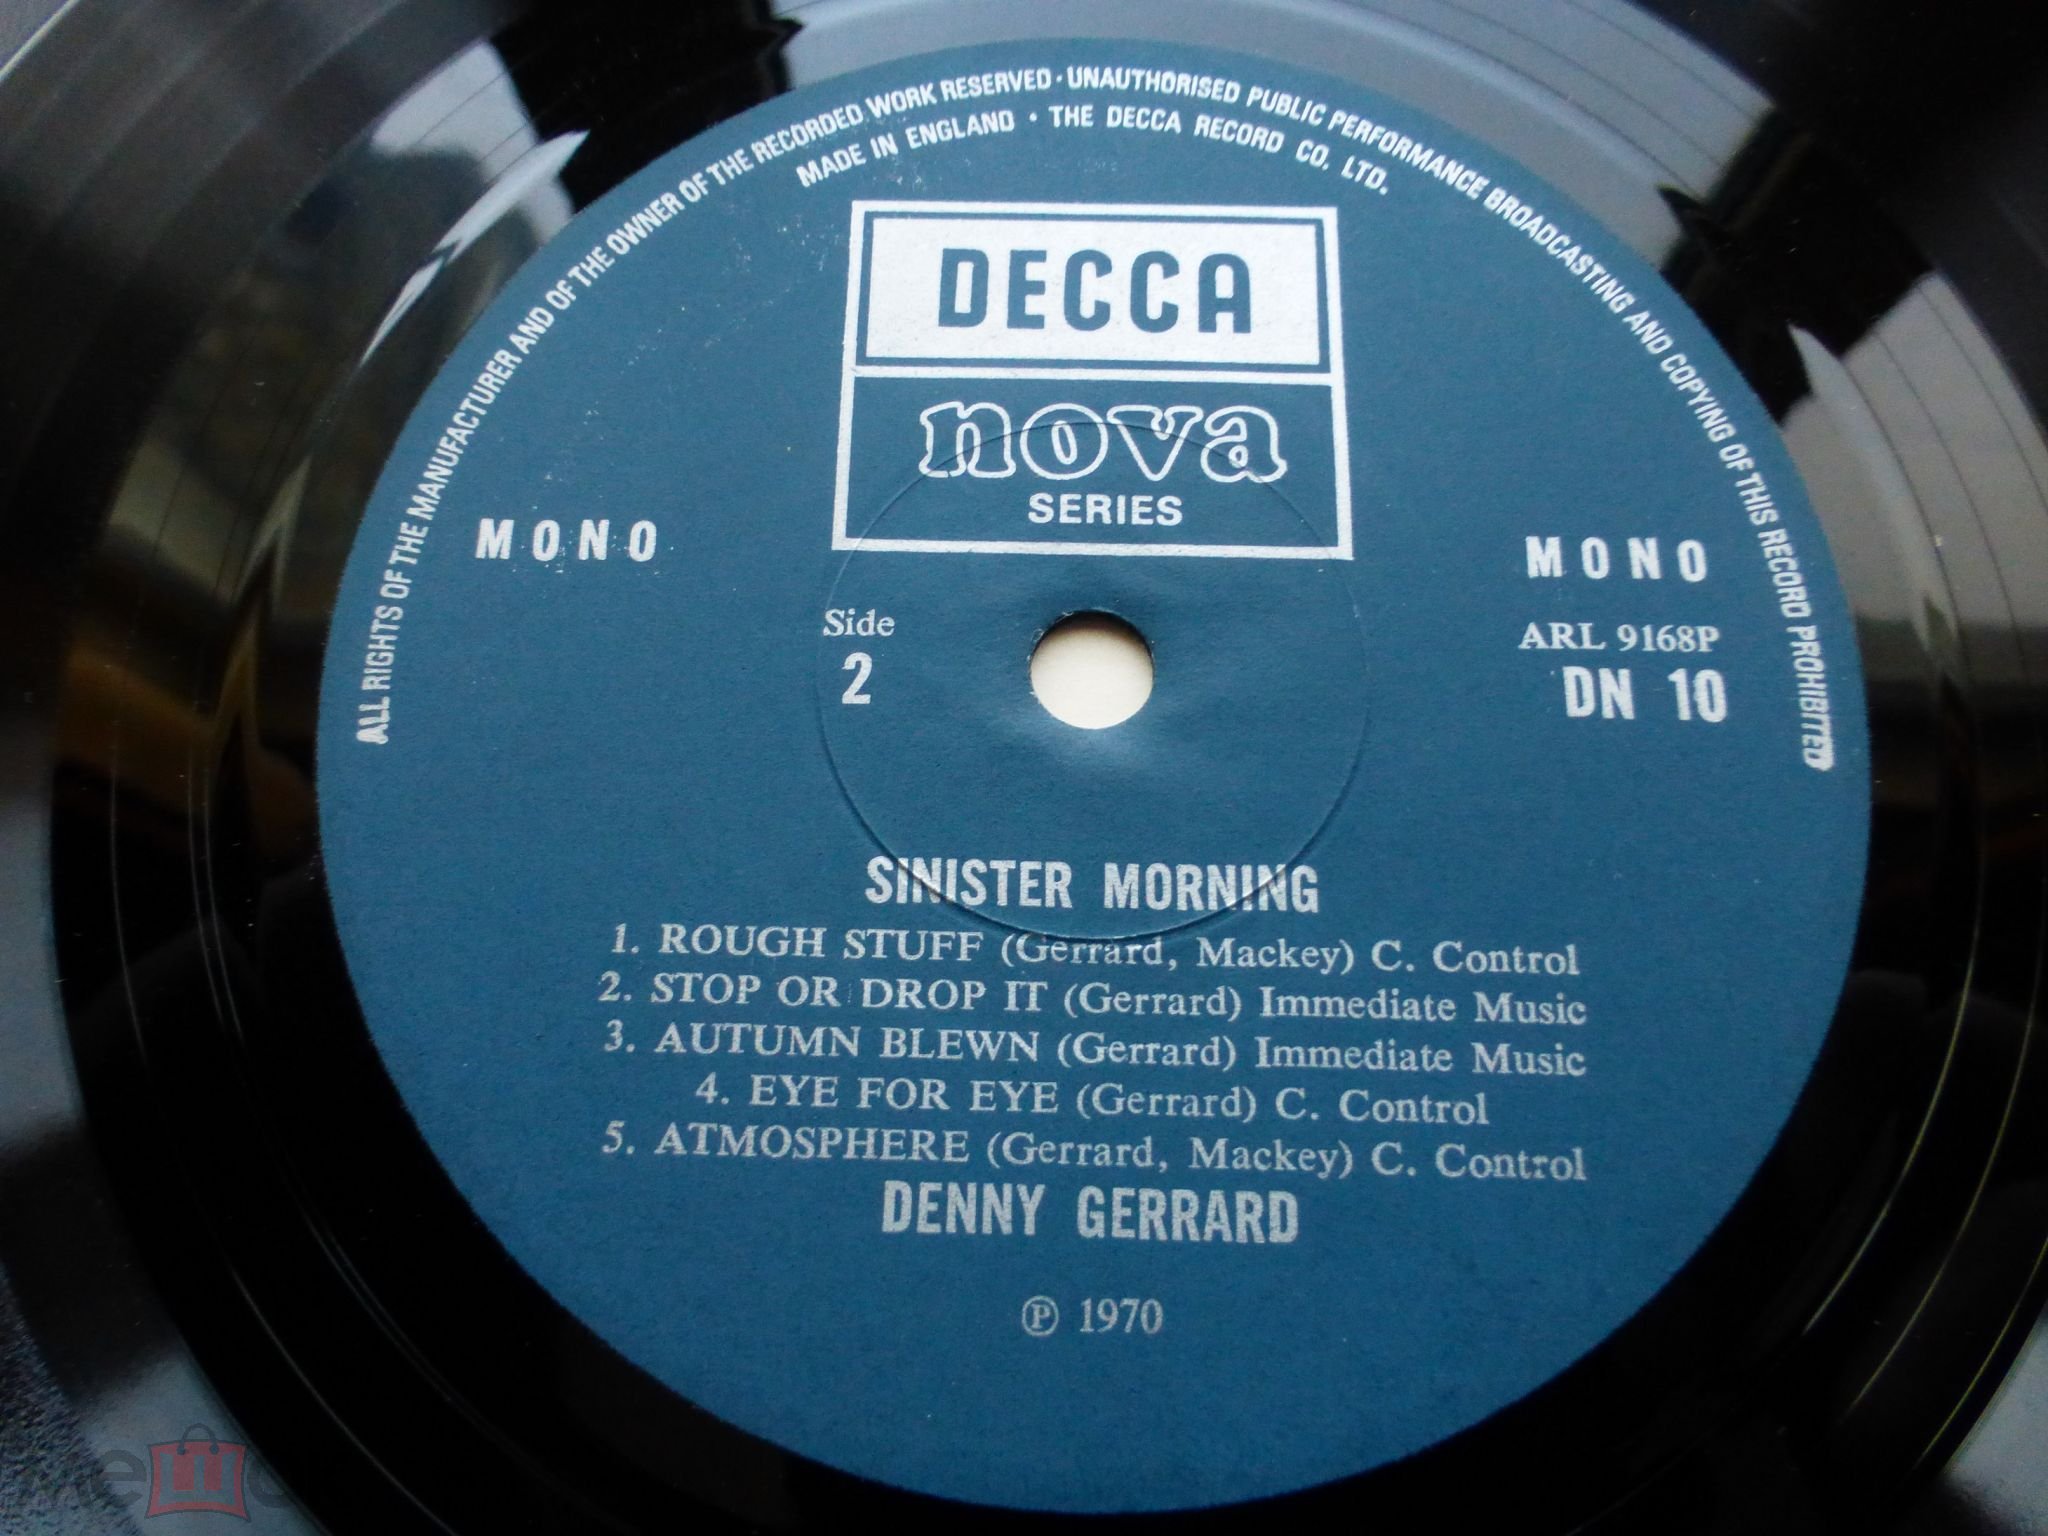 ALL RIGHTS OF THE MANUFACTURER AND OF THE OWNER OF THE RECORDED WORK RESERVED · UNAUTHORISED PUBLIC PERFORMANCE BROADCASTING AND COPYING OF THIS RECORD PROHIBITED
MADE IN ENGLAND • THE DECCA RECORD CO. LTD.
DECCA
nova
SERIES
MONO
MONO
Side
2
ARL 9168P
DN 10
SINISTER MORNING
1. ROUGH STUFF (Gerrard, Mackey) C. Control
2. STOP OR DROP IT (Gerrard) Immediate Music
3. AUTUMN BLEWN (Gerrard) Immediate Music
4. EYE FOR EYE (Gerrard) C. Control
5. ATMOSPHERE (Gerrard, Mackey) C. Control
DENNY GERRARD
℗ 1970